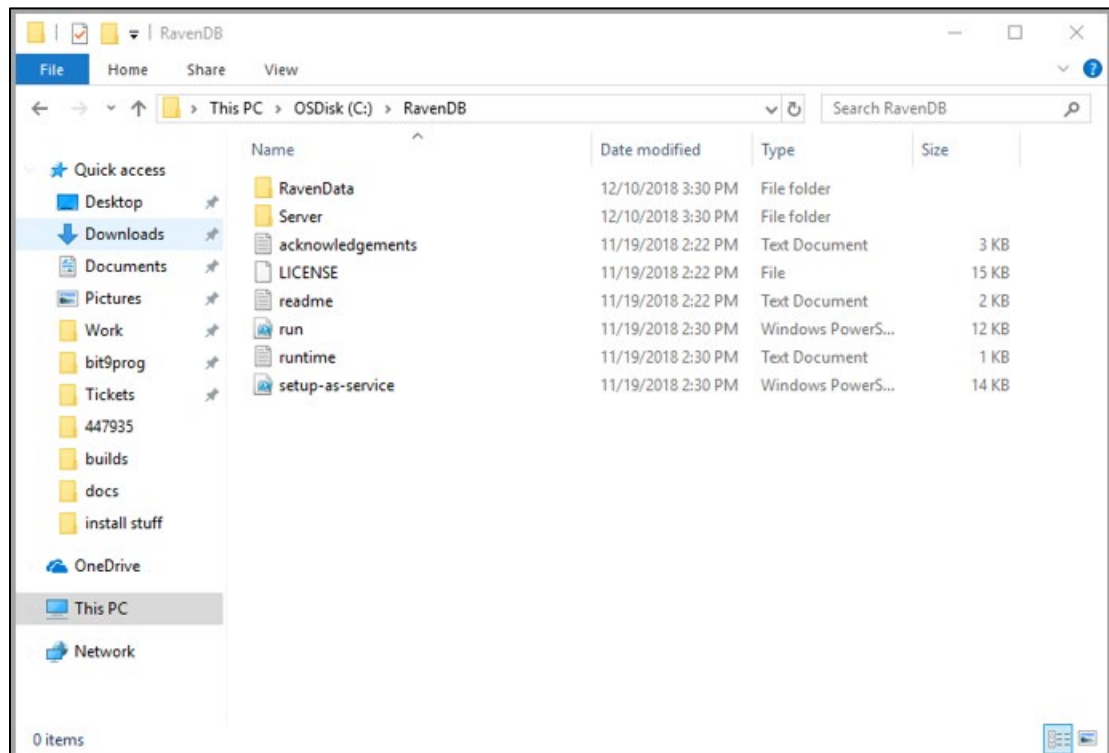 RavenDB
File Home Share View
This PC > OSDisk (C:) > RavenDB Search RavenDB
Name Date modified Type Size
Quick access
Desktop
Downloads
Documents
Pictures
Work
bit9prog
Tickets
447935
builds
docs
install stuff
OneDrive
This PC
Network
RavenData 12/10/2018 3:30 PM File folder
Server 12/10/2018 3:30 PM File folder
acknowledgements 11/19/2018 2:22 PM Text Document 3 KB
LICENSE 11/19/2018 2:22 PM File 15 KB
readme 11/19/2018 2:22 PM Text Document 2 KB
run 11/19/2018 2:30 PM Windows PowerS... 12 KB
runtime 11/19/2018 2:30 PM Text Document 1 KB
setup-as-service 11/19/2018 2:30 PM Windows PowerS... 14 KB
0 items